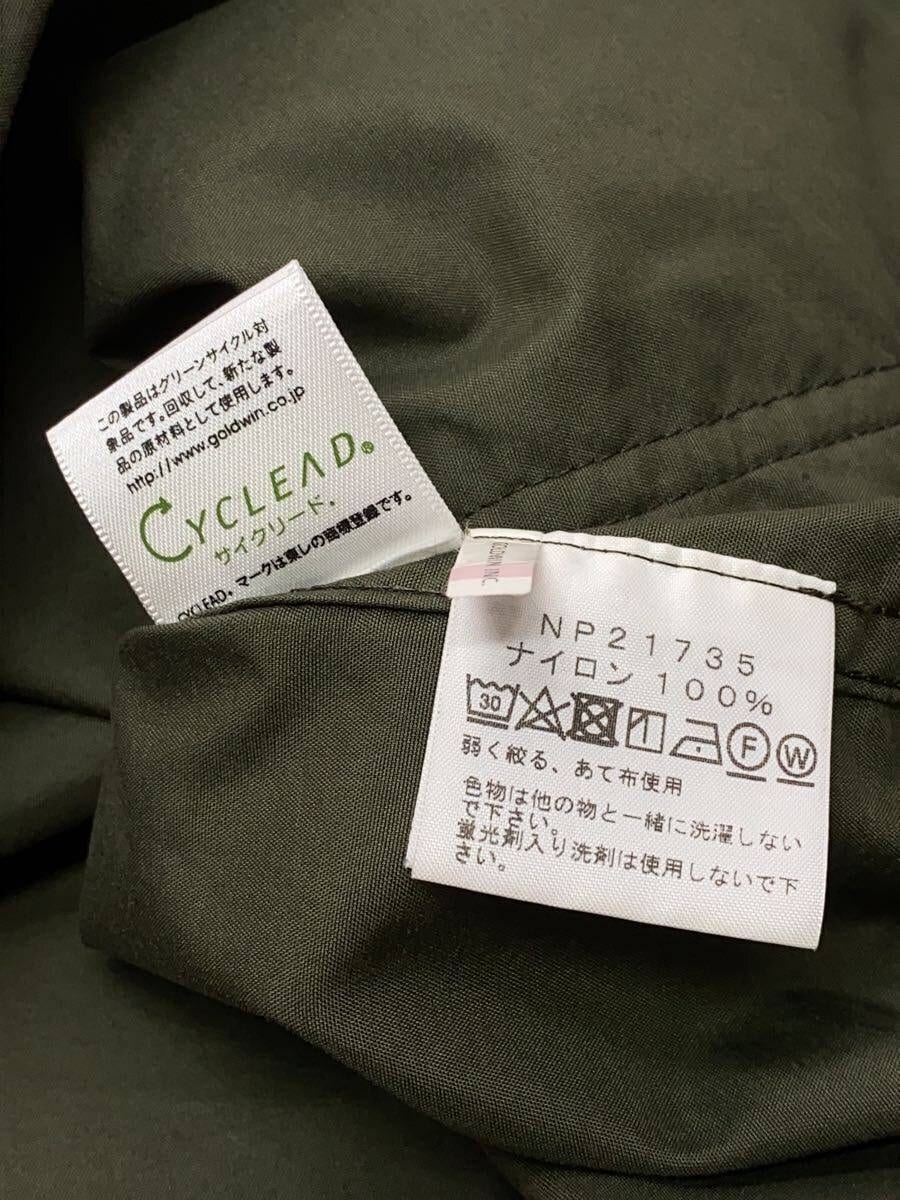 この製品はグリーンサイクル対
象品です。回収して、新たな製
品の原材料として使用します。
http://www.goldwin.co.jp
CYCLEAD®
サイクリード®
CYCLEAD®マークは東レの商標登録です。
GOLDWIN INC.
NP21735
ナイロン 100%
30
F
W
弱く絞る、あて布使用
色物は他の物と一緒に洗濯しない
で下さい。
蛍光剤入り洗剤は使用しないで下
さい。